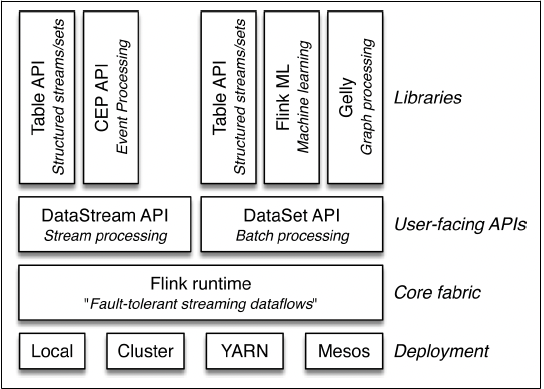 Table API
Structured streams/sets
CEP API
Event Processing
Table API
Structured streams/sets
Flink ML
Machine learning
Gelly
Graph processing
Libraries
DataStream API
Stream processing
DataSet API
Batch processing
User-facing APIs
Flink runtime
"Fault-tolerant streaming dataflows"
Core fabric
Local
Cluster
YARN
Mesos
Deployment